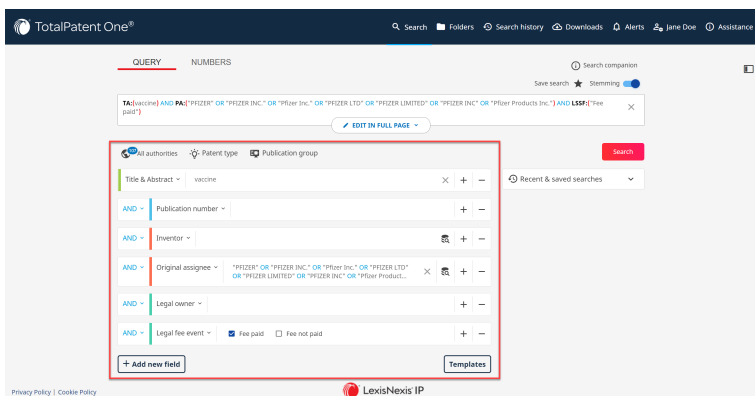 TotalPatent One®
Search Folders Search history Downloads Alerts Jane Doe Assistance
QUERY NUMBERS
Search companion
Save search Stemming
TA:(vaccine) AND PA:("PFIZER" OR "PFIZER INC." OR "Pfizer Inc." OR "PFIZER LTD" OR "PFIZER LIMITED" OR "PFIZER INC" OR "Pfizer Products Inc.") AND LSSF:("Fee
paid")
EDIT IN FULL PAGE
107 All authorities Patent type Publication group
Search
Title & Abstract vaccine
Recent & saved searches
AND Publication number
AND Inventor
AND Original assignee "PFIZER" OR "PFIZER INC." OR "Pfizer Inc." OR "PFIZER LTD"
OR "PFIZER LIMITED" OR "PFIZER INC" OR "Pfizer Product...
AND Legal owner
AND Legal fee event Fee paid Fee not paid
+ Add new field Templates
Privacy Policy | Cookie Policy LexisNexis® IP